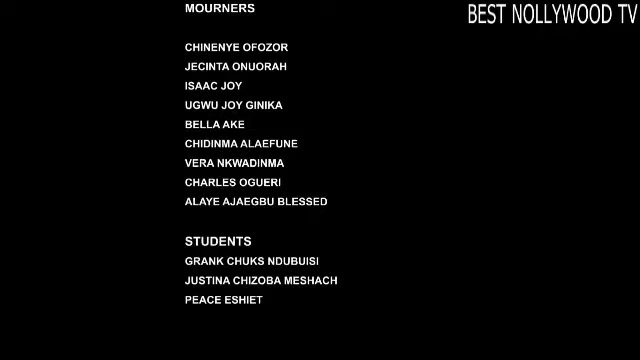 MOURNERS
BEST NOLLYWOOD TV
CHINENYE OFOZOR
JECINTA ONUORAH
ISAAC JOY
UGWU JOY GINIKA
BELLA AKE
CHIDINMA ALAEFUNE
VERA NKWADINMA
CHARLES OGUERI
ALAYE AJAEGBU BLESSED
STUDENTS
GRANK CHUKS NDUBUISI
JUSTINA CHIZOBA MESHACH
PEACE ESHIET